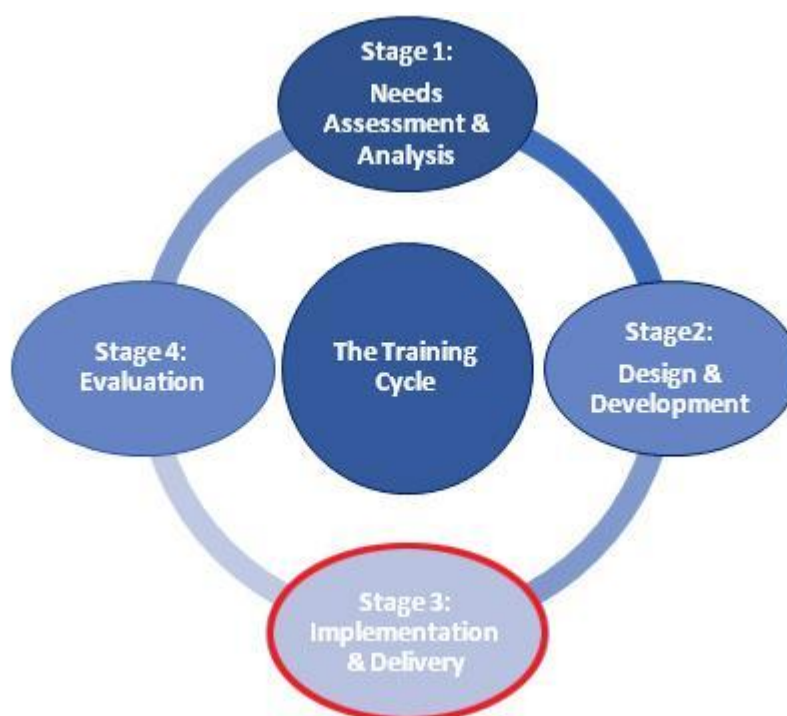 Stage 1:
Needs
Assessment &
Analysis
Stage2:
Design &
Development
The Training
Cycle
Stage 4:
Evaluation
Stage 3:
Implementation
& Delivery